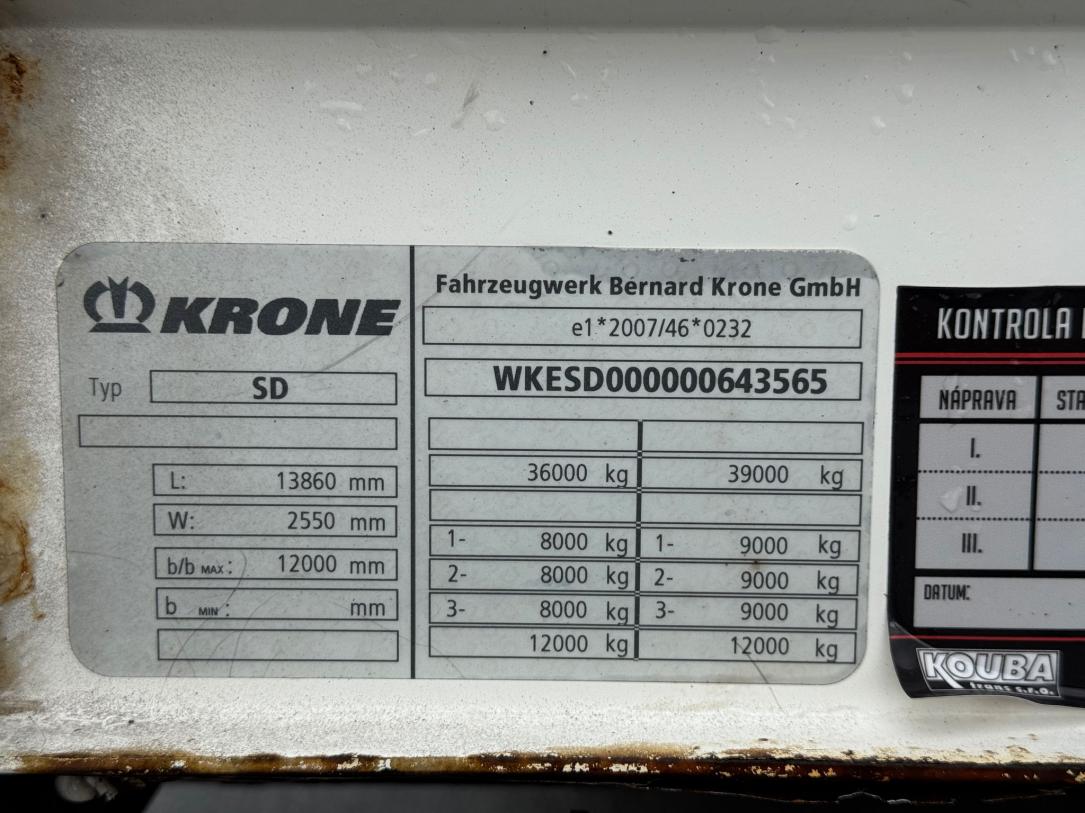 KRONE
Typ SD
L: 13860 mm
W: 2550 mm
b/b MAX: 12000 mm
b MIN: mm
Fahrzeugwerk Bernard Krone GmbH
e1*2007/46*0232
WKESD000000643565
36000 kg 39000 kg
1- 8000 kg 1- 9000 kg
2- 8000 kg 2- 9000 kg
3- 8000 kg 3- 9000 kg
12000 kg 12000 kg
KONTROLA
NÁPRAVA STA
I.
II.
III.
DATUM:
KOUBA
trans s.r.o.